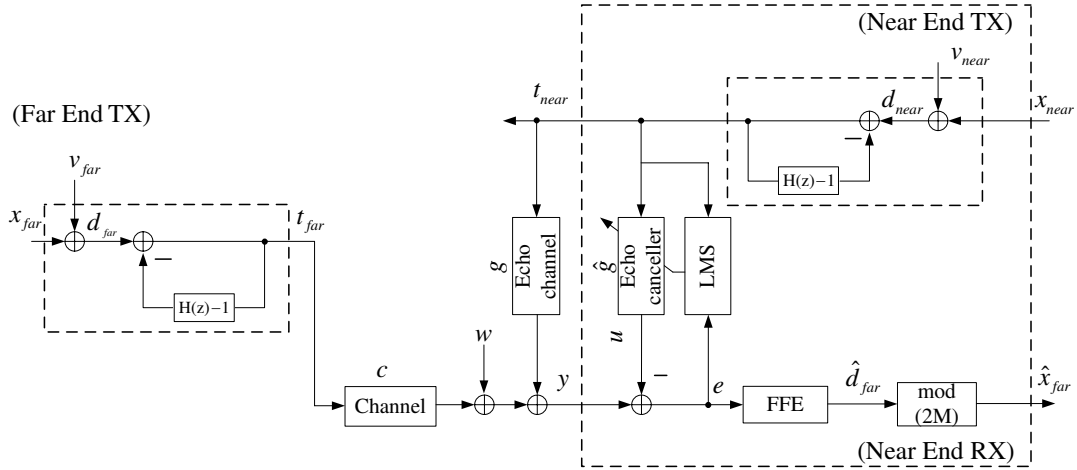 (Near End TX)
v_near
t_near
d_near
x_near
−
H(z)−1
(Far End TX)
v_far
x_far
d_far
t_far
−
H(z)−1
g
Echo channel
ĝ
Echo canceller
LMS
w
u
c
Channel
y
−
e
FFE
d̂_far
mod
(2M)
x̂_far
(Near End RX)